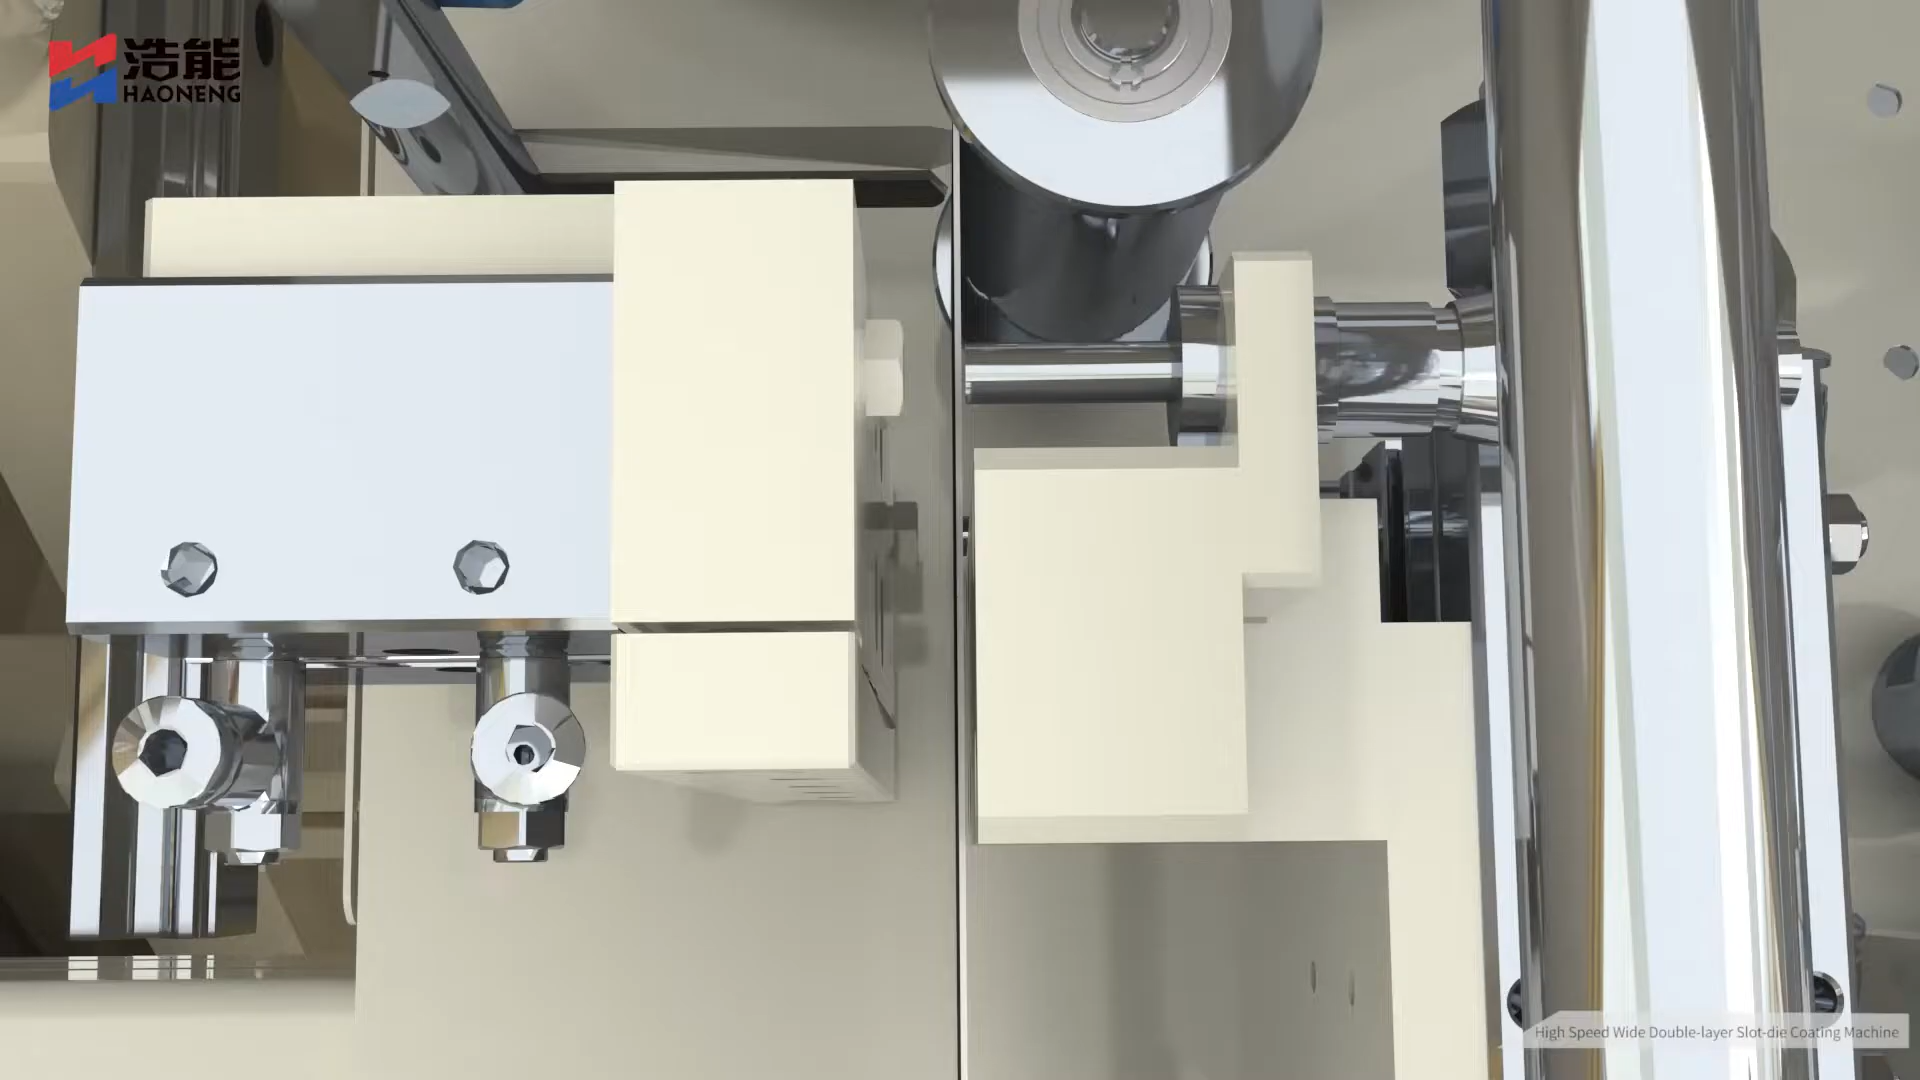 浩能
HAONENG
High Speed Wide Double-layer Slot-die Coating Machine